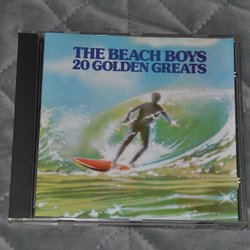 THE BEACH BOYS
20 GOLDEN GREATS